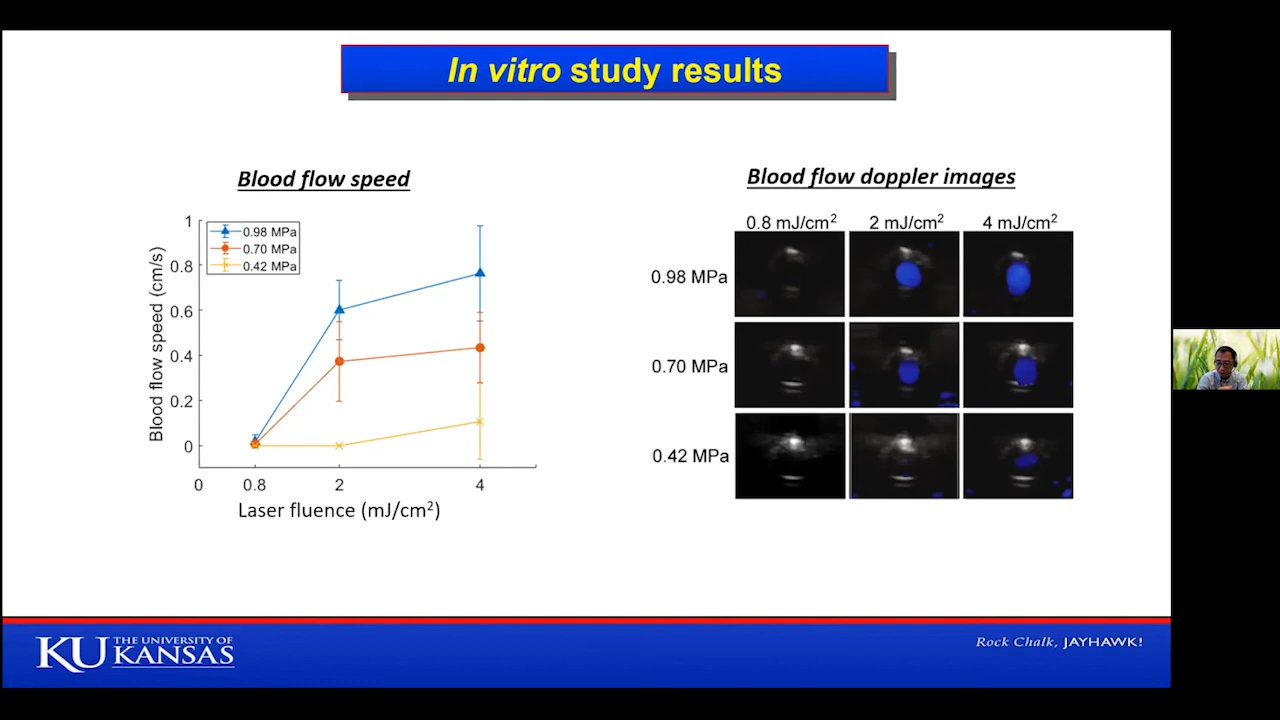 In vitro study results
Blood flow speed
1
0.8
0.6
0.4
0.2
0
Blood flow speed (cm/s)
0.98 MPa
0.70 MPa
0.42 MPa
0 0.8 2 4
Laser fluence (mJ/cm²)
Blood flow doppler images
0.8 mJ/cm² 2 mJ/cm² 4 mJ/cm²
0.98 MPa
0.70 MPa
0.42 MPa
KU THE UNIVERSITY OF
KANSAS
Rock Chalk, JAYHAWK!